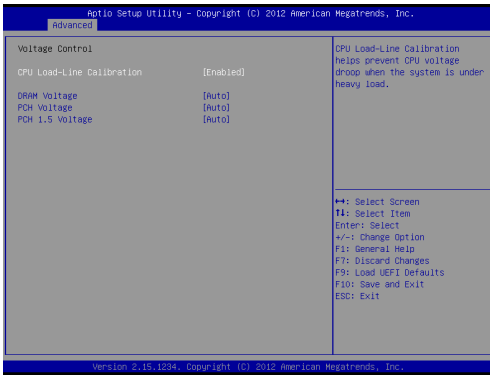 Aptio Setup Utility – Copyright (C) 2012 American Megatrends, Inc.
Advanced
Voltage Control
CPU Load-Line Calibration [Enabled]
DRAM Voltage [Auto]
PCH Voltage [Auto]
PCH 1.5 Voltage [Auto]
CPU Load-Line Calibration
helps prevent CPU voltage
droop when the system is under
heavy load.
↔: Select Screen
↑↓: Select Item
Enter: Select
+/-: Change Option
F1: General Help
F7: Discard Changes
F9: Load UEFI Defaults
F10: Save and Exit
ESC: Exit
Version 2.15.1234. Copyright (C) 2012 American Megatrends, Inc.